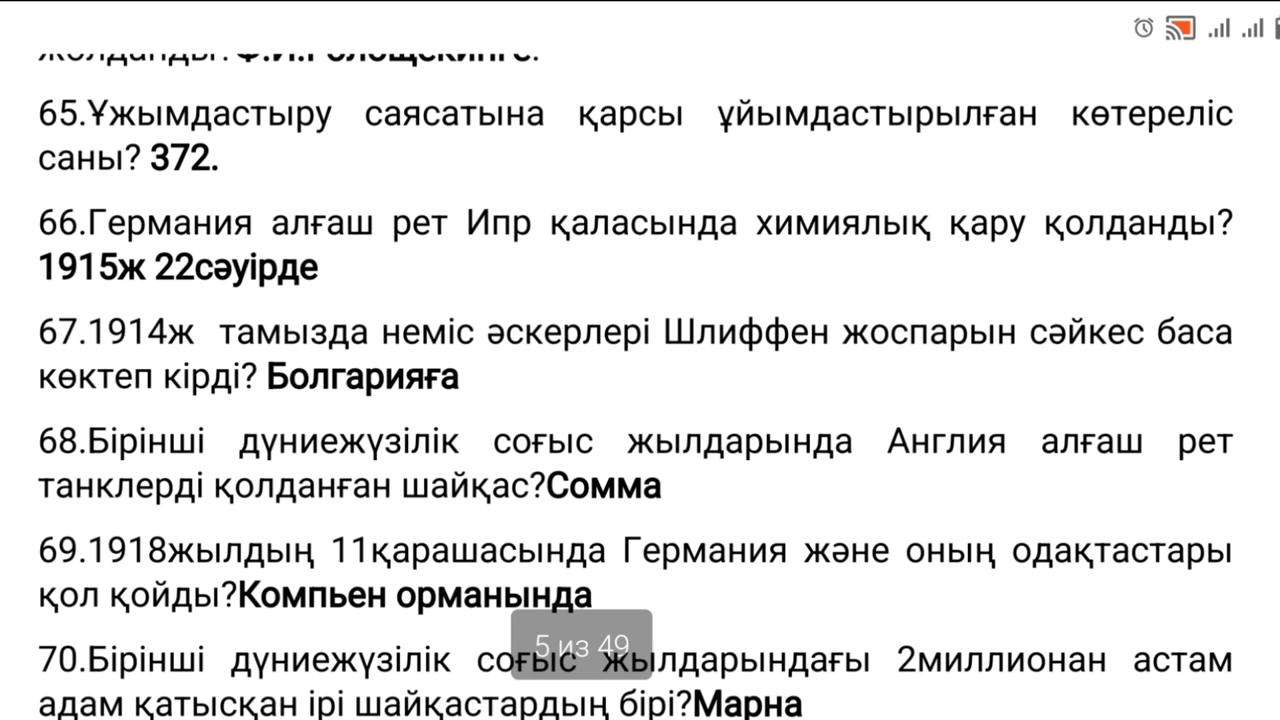 65.Ұжымдастыру саясатына қарсы ұйымдастырылған көтереліс
саны? 372.
66.Германия алғаш рет Ипр қаласында химиялық қару қолданды?
1915ж 22сәуірде
67.1914ж тамызда неміс әскерлері Шлиффен жоспарын сәйкес баса
көктеп кірді? Болгарияға
68.Бірінші дүниежүзілік соғыс жылдарында Англия алғаш рет
танклерді қолданған шайқас?Сомма
69.1918жылдың 11қарашасында Германия және оның одақтастары
қол қойды?Компьен орманында
5 из 49
70.Бірінші дүниежүзілік соғыс жылдарындағы 2миллионан астам
адам қатысқан ірі шайқастардың бірі?Марна